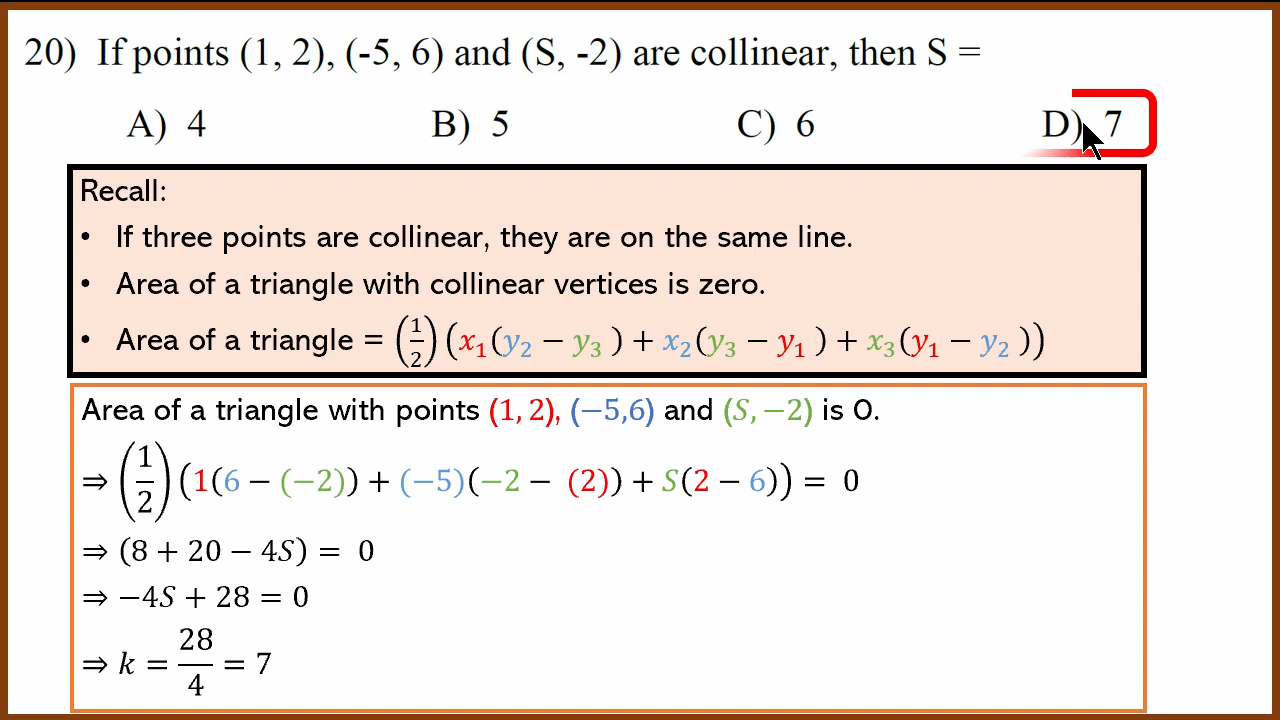 20) If points (1, 2), (-5, 6) and (S, -2) are collinear, then S =
A) 4 B) 5 C) 6 D) 7
Recall:
• If three points are collinear, they are on the same line.
• Area of a triangle with collinear vertices is zero.
• Area of a triangle = (1/2)(x₁(y₂ − y₃) + x₂(y₃ − y₁) + x₃(y₁ − y₂))
Area of a triangle with points (1, 2), (−5,6) and (S, −2) is 0.
⇒ (1/2)(1(6 − (−2)) + (−5)(−2 − (2)) + S(2 − 6)) = 0
⇒ (8 + 20 − 4S) = 0
⇒ −4S + 28 = 0
⇒ k = 28/4 = 7